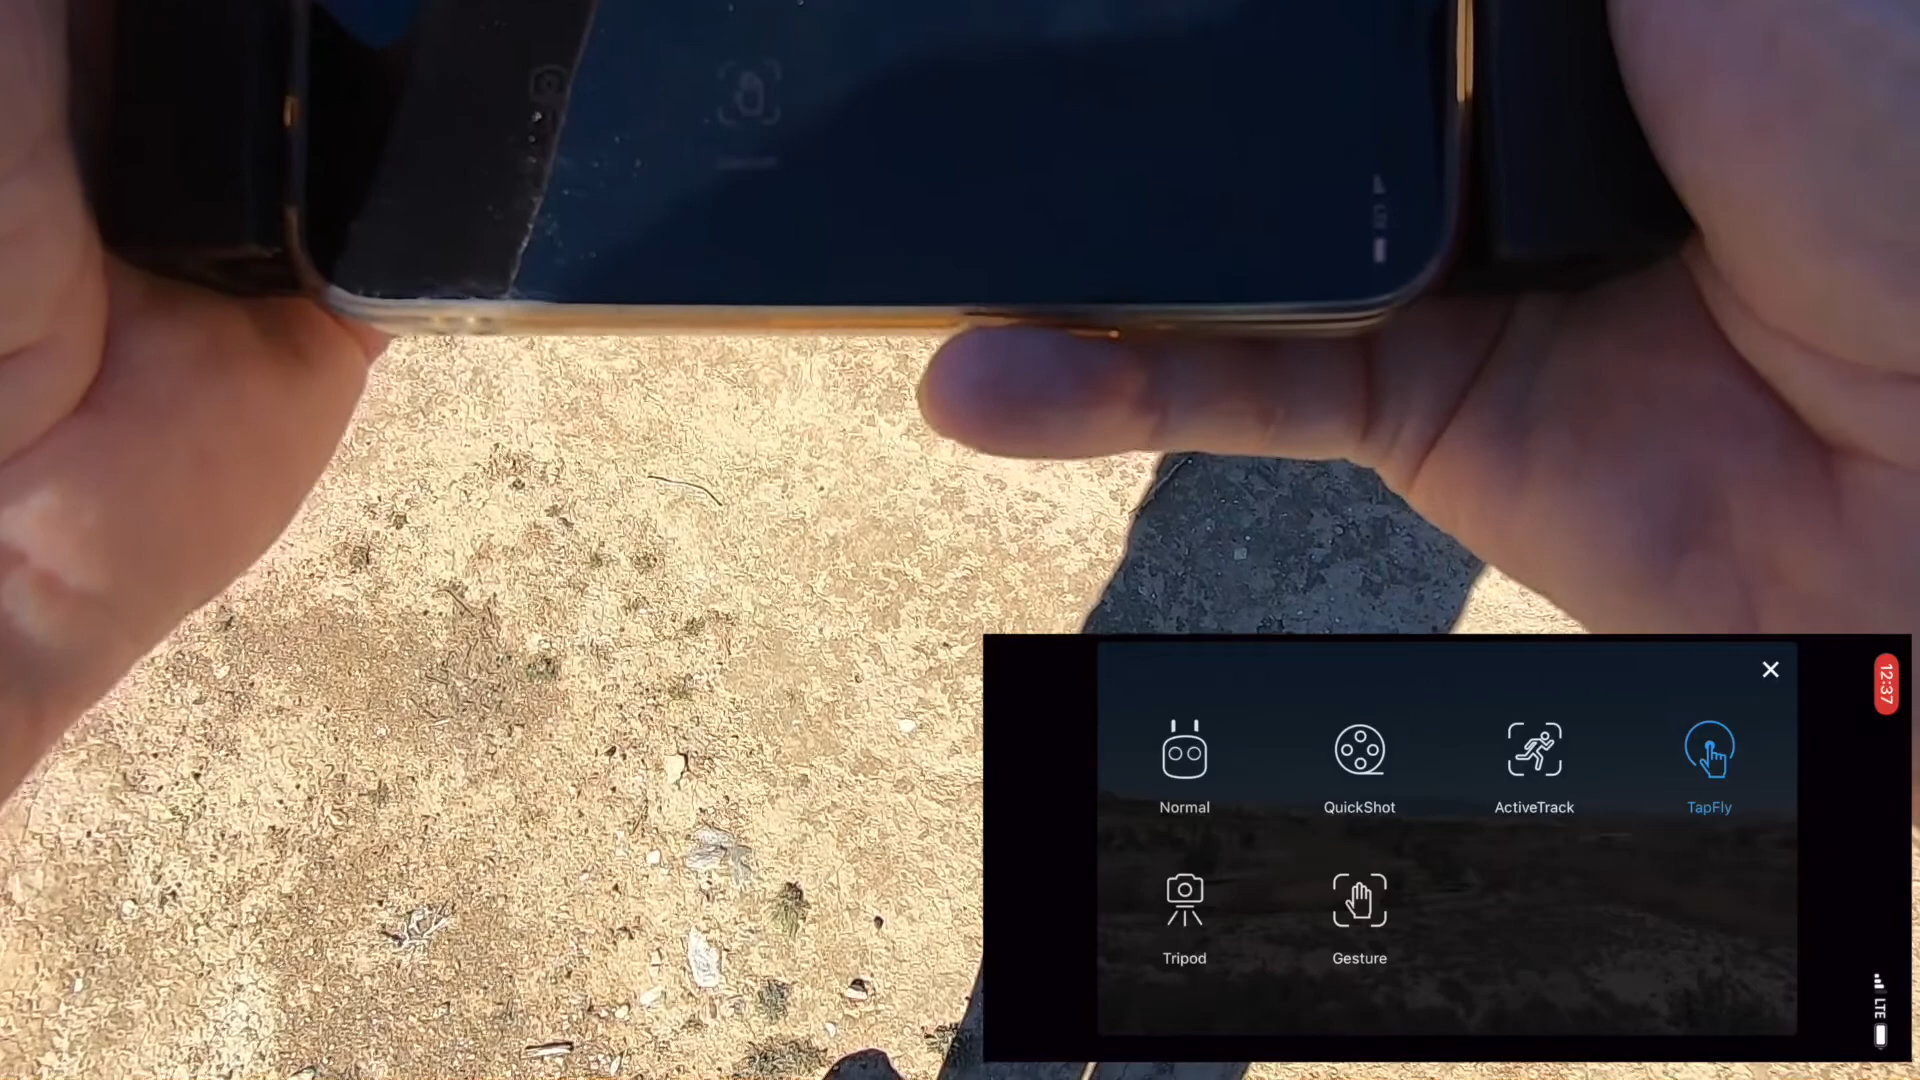 12:37
Normal
QuickShot
ActiveTrack
TapFly
Tripod
Gesture
LTE